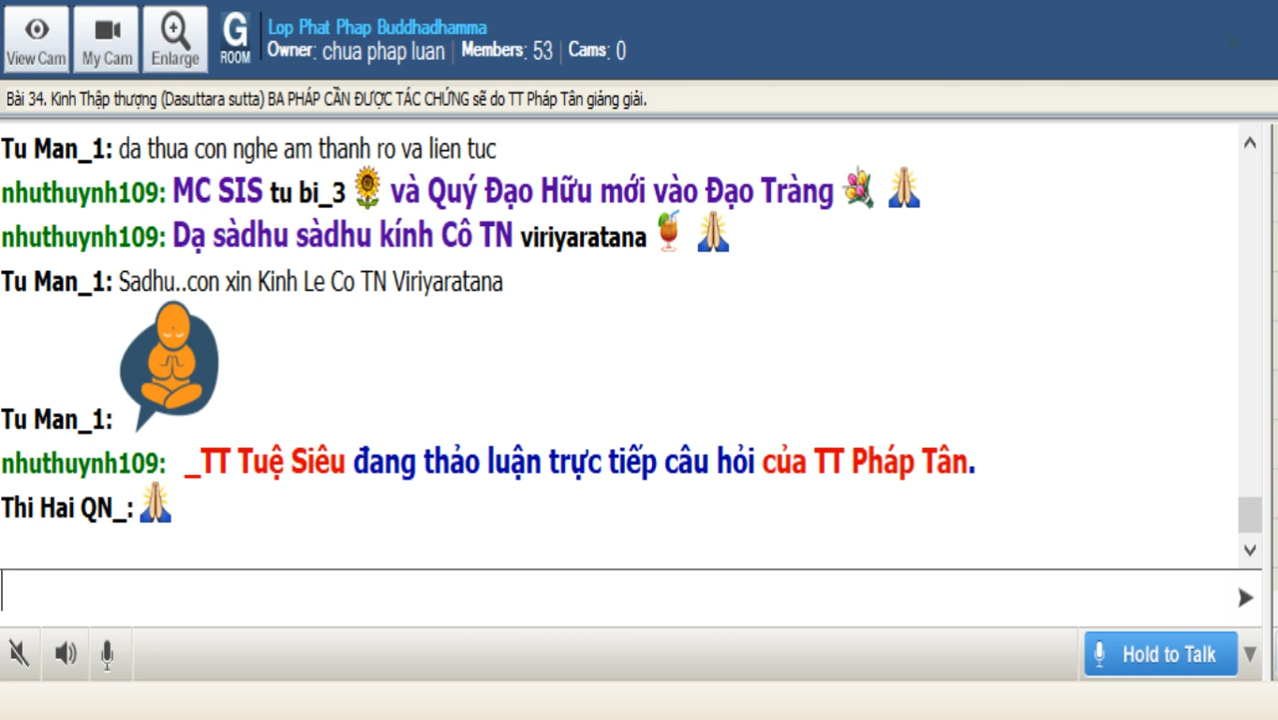 View Cam
My Cam
Enlarge
G
ROOM
Lop Phat Phap Buddhadhamma
Owner: chua phap luan | Members: 53 | Cams: 0
Bài 34. Kinh Thập thượng (Dasuttara sutta) BA PHÁP CẦN ĐƯỢC TÁC CHỨNG sẽ do TT Pháp Tân giảng giải.
Tu Man_1: da thua con nghe am thanh ro va lien tuc
nhuthuynh109: MC SIS tu bi_3 và Quý Đạo Hữu mới vào Đạo Tràng
nhuthuynh109: Dạ sàdhu sàdhu kính Cô TN viriyaratana
Tu Man_1: Sadhu..con xin Kinh Le Co TN Viriyaratana
Tu Man_1:
nhuthuynh109: _TT Tuệ Siêu đang thảo luận trực tiếp câu hỏi của TT Pháp Tân.
Thi Hai QN_:
Hold to Talk